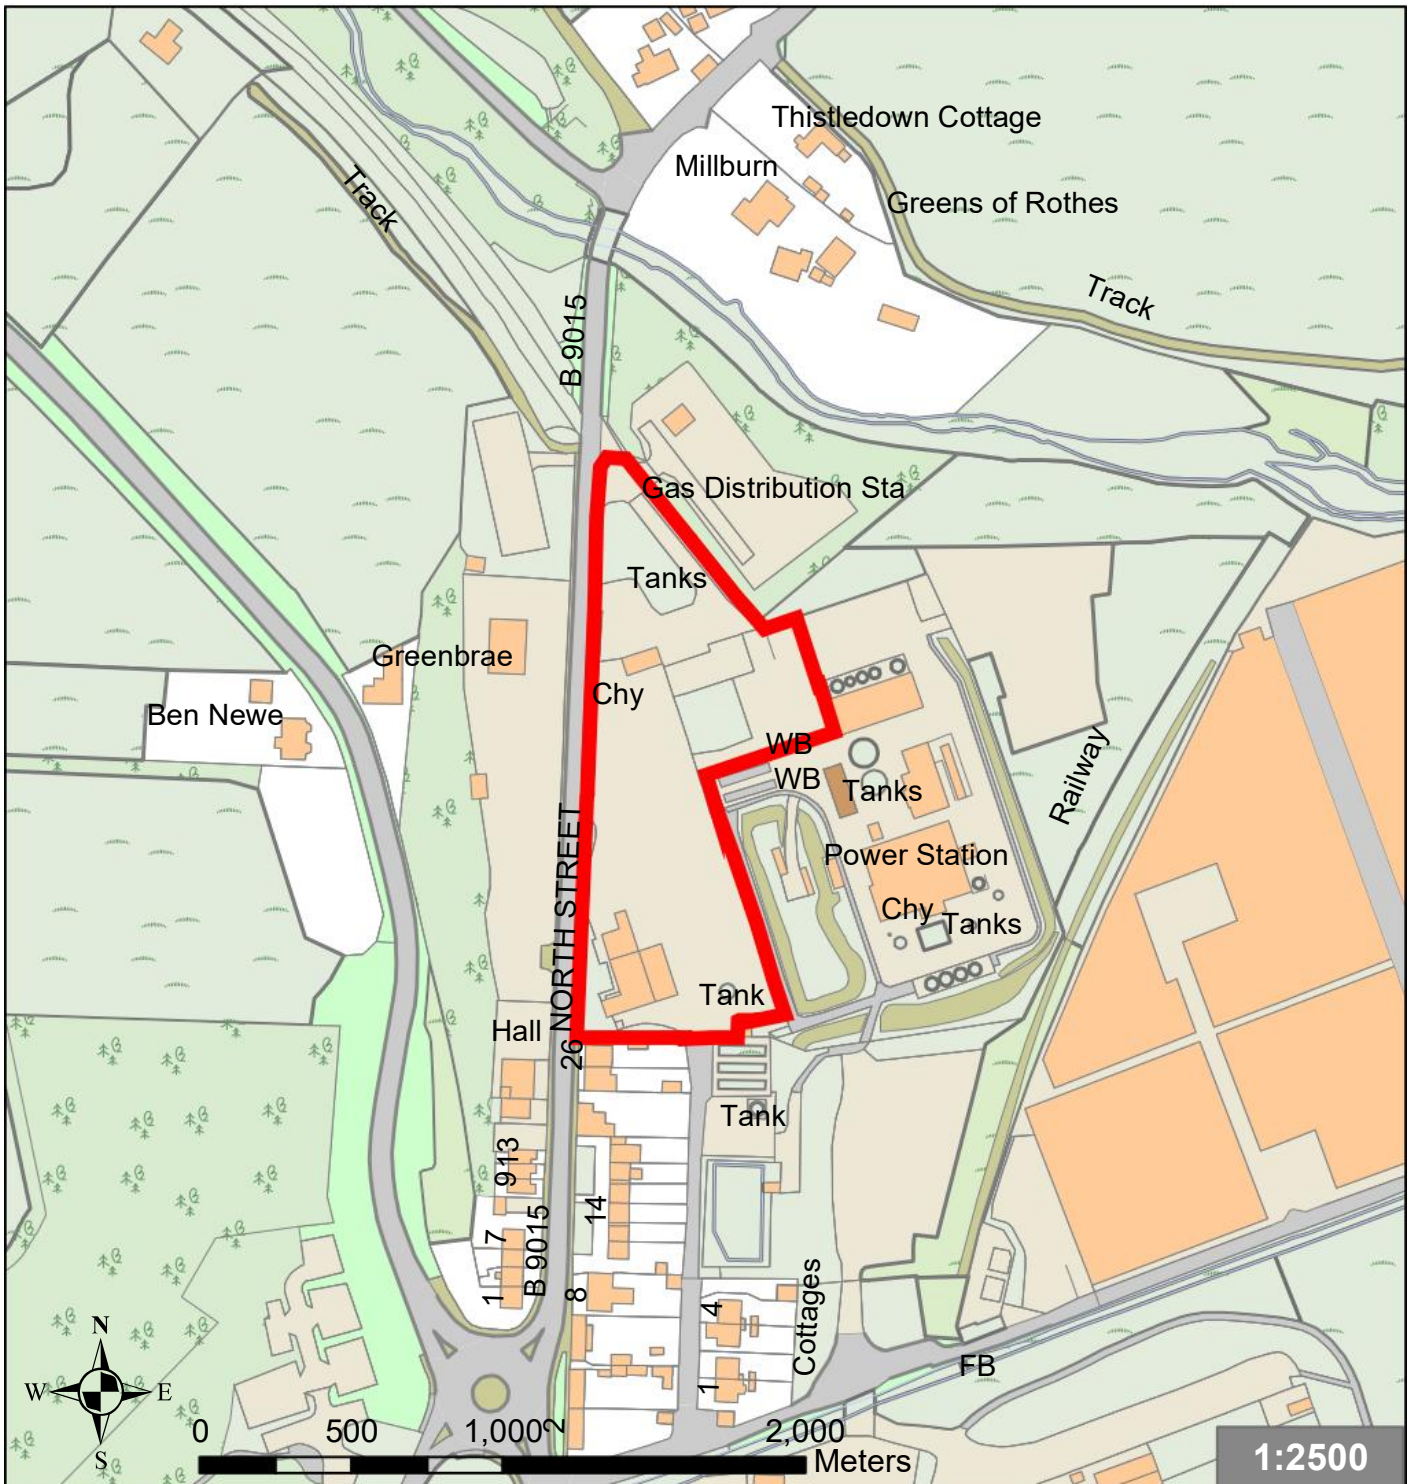 Thistledown Cottage
Millburn
Track
Greens of Rothes
Track
B 9015
Gas Distribution Sta
Tanks
Greenbrae
Chy
Ben Newe
WB
WB
Tanks
Railway
Power Station
NORTH STREET
Chy
Tanks
Tank
Hall
26
Tank
913
14
7
B 9015
1
8
4
Cottages
1
FB
N
W
E
S
2
0
500
1,000
2,000
Meters
1:2500